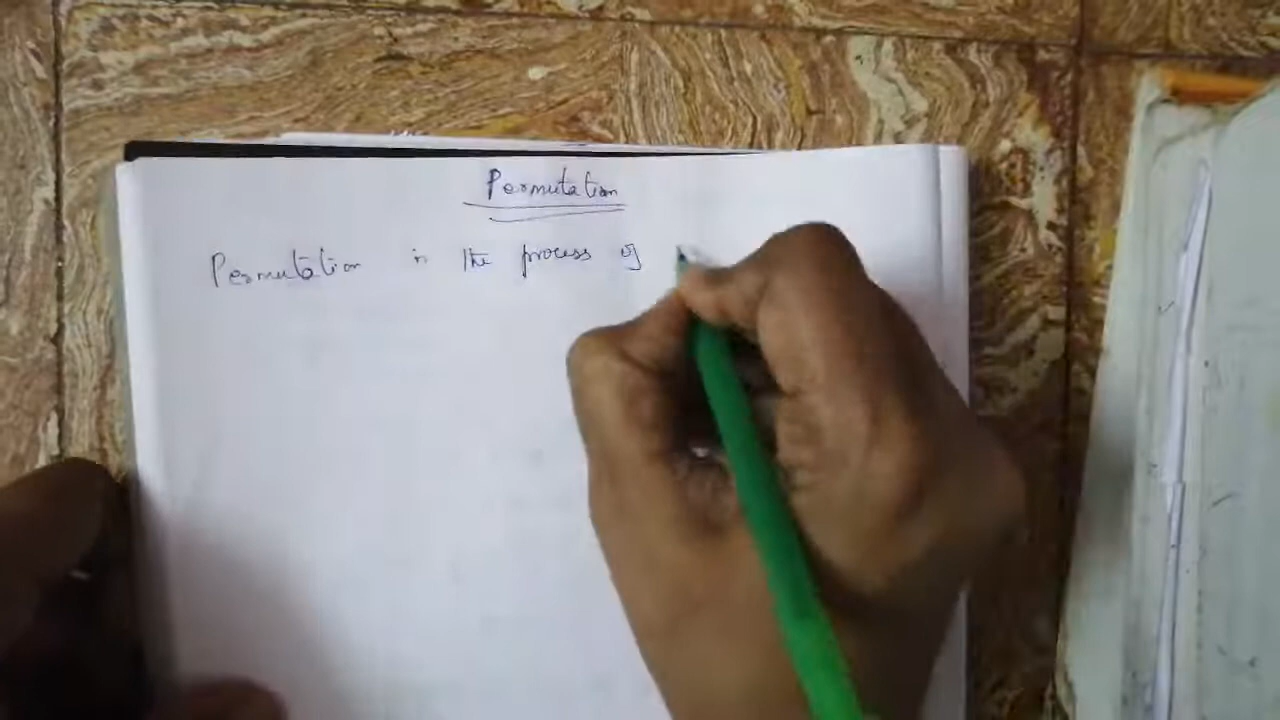 Permutation
Permutation is the process of